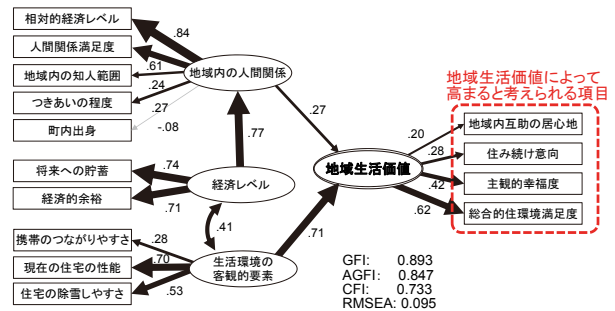 相対的経済レベル
人間関係満足度
地域内の知人範囲
つきあいの程度
町内出身
.84
.61
.24
.27
-.08
地域内の人間関係
.77
.27
将来への貯蓄
経済的余裕
.74
.71
経済レベル
.41
携帯のつながりやすさ
現在の住宅の性能
住宅の除雪しやすさ
.28
.70
.53
生活環境の
客観的要素
.71
地域生活価値
地域生活価値によって
高まると考えられる項目
.20
.28
.42
.62
地域内互助の居心地
住み続け意向
主観的幸福度
総合的住環境満足度
GFI: 0.893
AGFI: 0.847
CFI: 0.733
RMSEA: 0.095